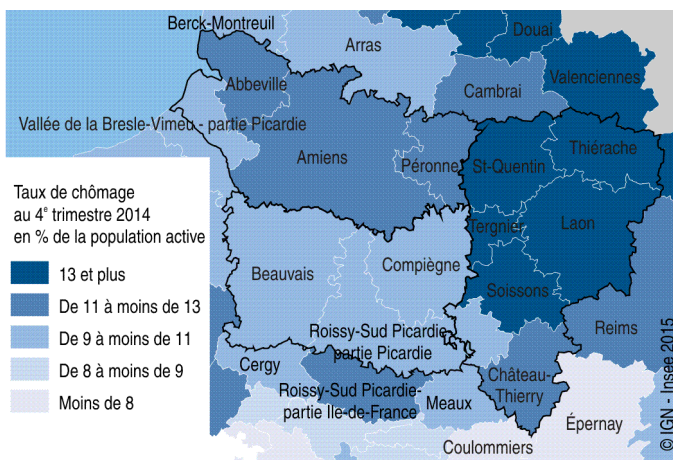 Berck-Montreuil
Arras
Douai
Valenciennes
Abbeville
Cambrai
Vallée de la Bresle-Vimeu - partie Picardie
Amiens
Péronne
St-Quentin
Thiérache
Tergnier
Laon
Beauvais
Compiègne
Soissons
Roissy-Sud Picardie-
partie Picardie
Reims
Cergy
Roissy-Sud Picardie-
partie Ile-de-France
Meaux
Château-
Thierry
Épernay
Coulommiers
Taux de chômage
au 4e trimestre 2014
en % de la population active
13 et plus
De 11 à moins de 13
De 9 à moins de 11
De 8 à moins de 9
Moins de 8
© IGN - Insee 2015